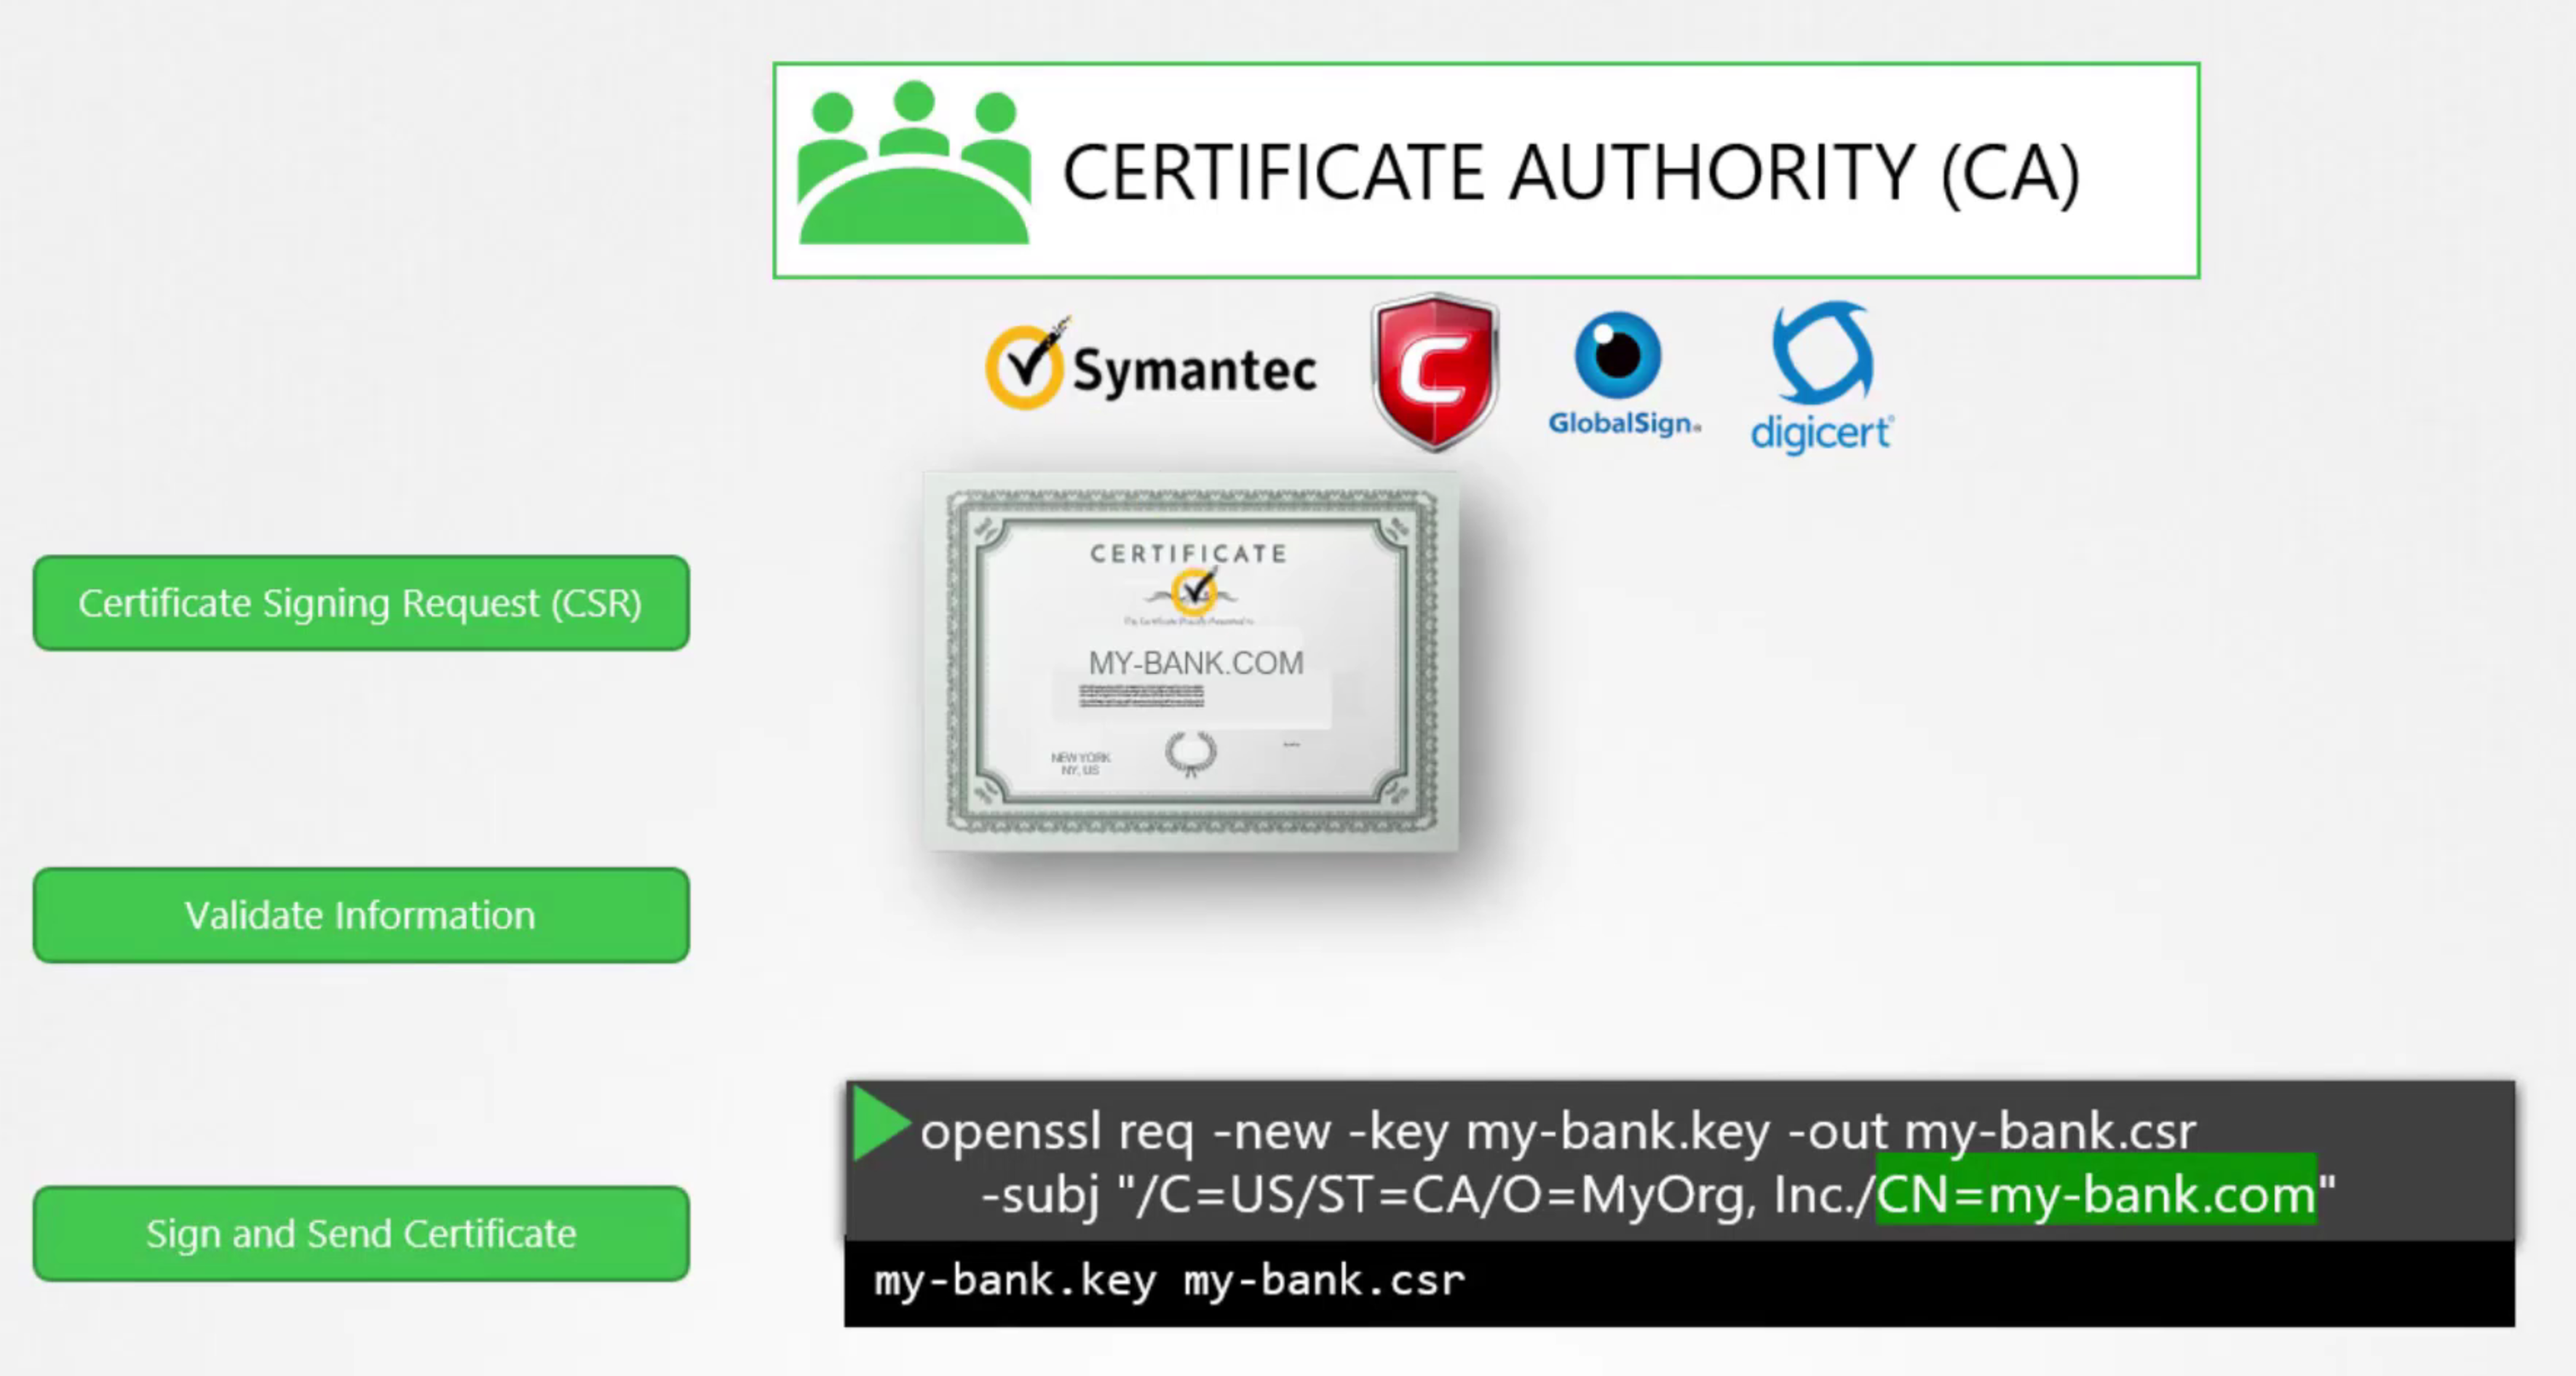 CERTIFICATE AUTHORITY (CA)
Symantec
C
GlobalSign®
digicert®
CERTIFICATE
MY-BANK.COM
NEW YORK
NY, US
Certificate Signing Request (CSR)
Validate Information
Sign and Send Certificate
openssl req -new -key my-bank.key -out my-bank.csr
-subj "/C=US/ST=CA/O=MyOrg, Inc./CN=my-bank.com"
my-bank.key my-bank.csr